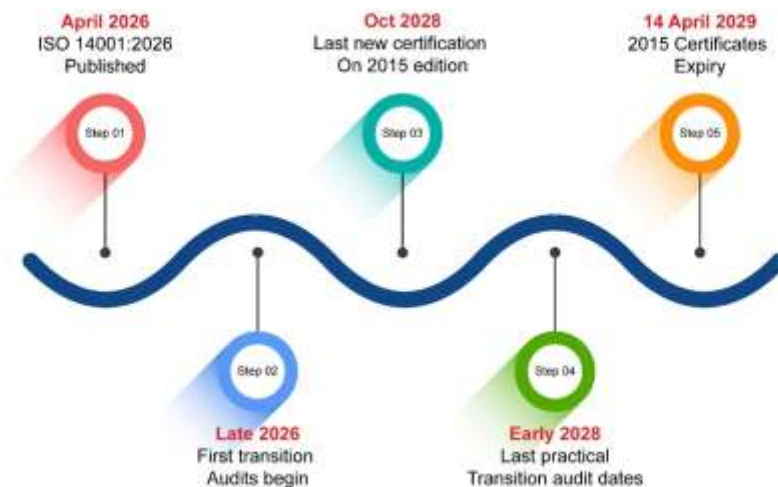 April 2026
ISO 14001:2026
Published
Step 01
Late 2026
First transition
Audits begin
Step 02
Oct 2028
Last new certification
On 2015 edition
Step 03
Early 2028
Last practical
Transition audit dates
Step 04
14 April 2029
2015 Certificates
Expiry
Step 05